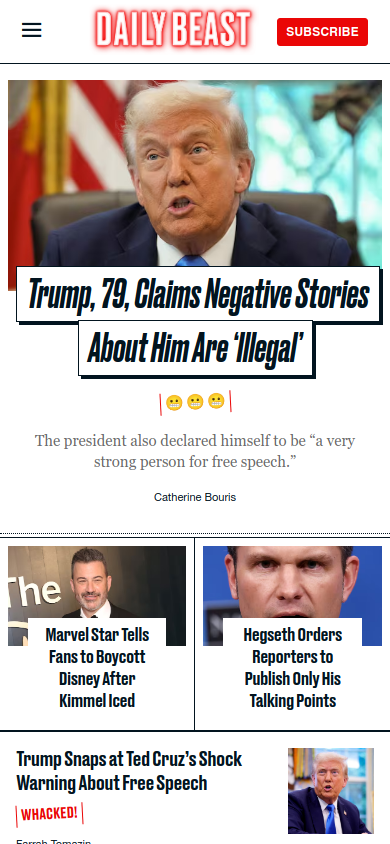 DAILY BEAST
SUBSCRIBE
Trump, 79, Claims Negative Stories
About Him Are ‘Illegal’
The president also declared himself to be “a very
strong person for free speech.”
Catherine Bouris
The
Marvel Star Tells
Fans to Boycott
Disney After
Kimmel Iced
Hegseth Orders
Reporters to
Publish Only His
Talking Points
Trump Snaps at Ted Cruz’s Shock
Warning About Free Speech
WHACKED!
Farrah Tomazin